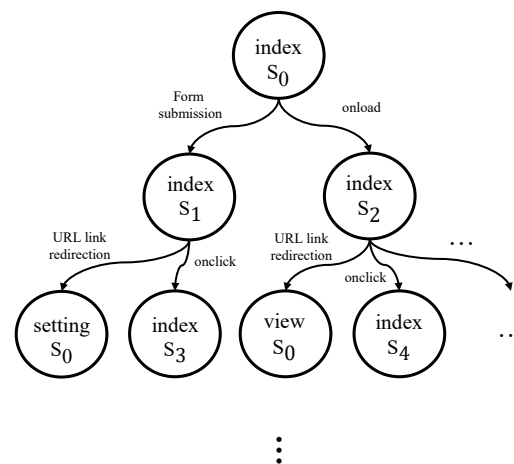 index
S0
Form
submission
onload
index
S1
index
S2
URL link
redirection
onclick
URL link
redirection
onclick
...
setting
S0
index
S3
view
S0
index
S4
..
⋮